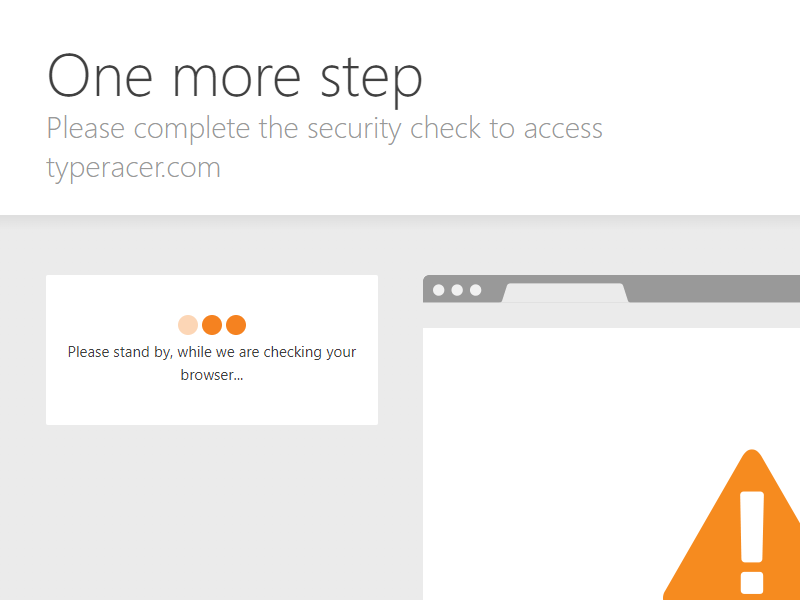 One more step
Please complete the security check to access
typeracer.com
Please stand by, while we are checking your
browser...